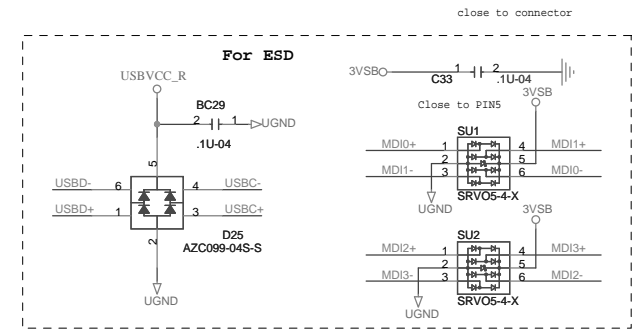 close to connector
For ESD
USBVCC_R
BC29
2 1 UGND
.1U-04
5
USBD- 6 4 USBC-
USBD+ 1 3 USBC+
D25
AZC099-04S-S
2
UGND
3VSB 1 2
C33 .1U-04
3VSB
Close to PIN5
SU1
MDI0+ 1 4 MDI1+
2 5
MDI1- 3 6 MDI0-
UGND SRVO5-4-X
3VSB
SU2
MDI2+ 1 4 MDI3+
2 5
MDI3- 3 6 MDI2-
SRVO5-4-X
UGND